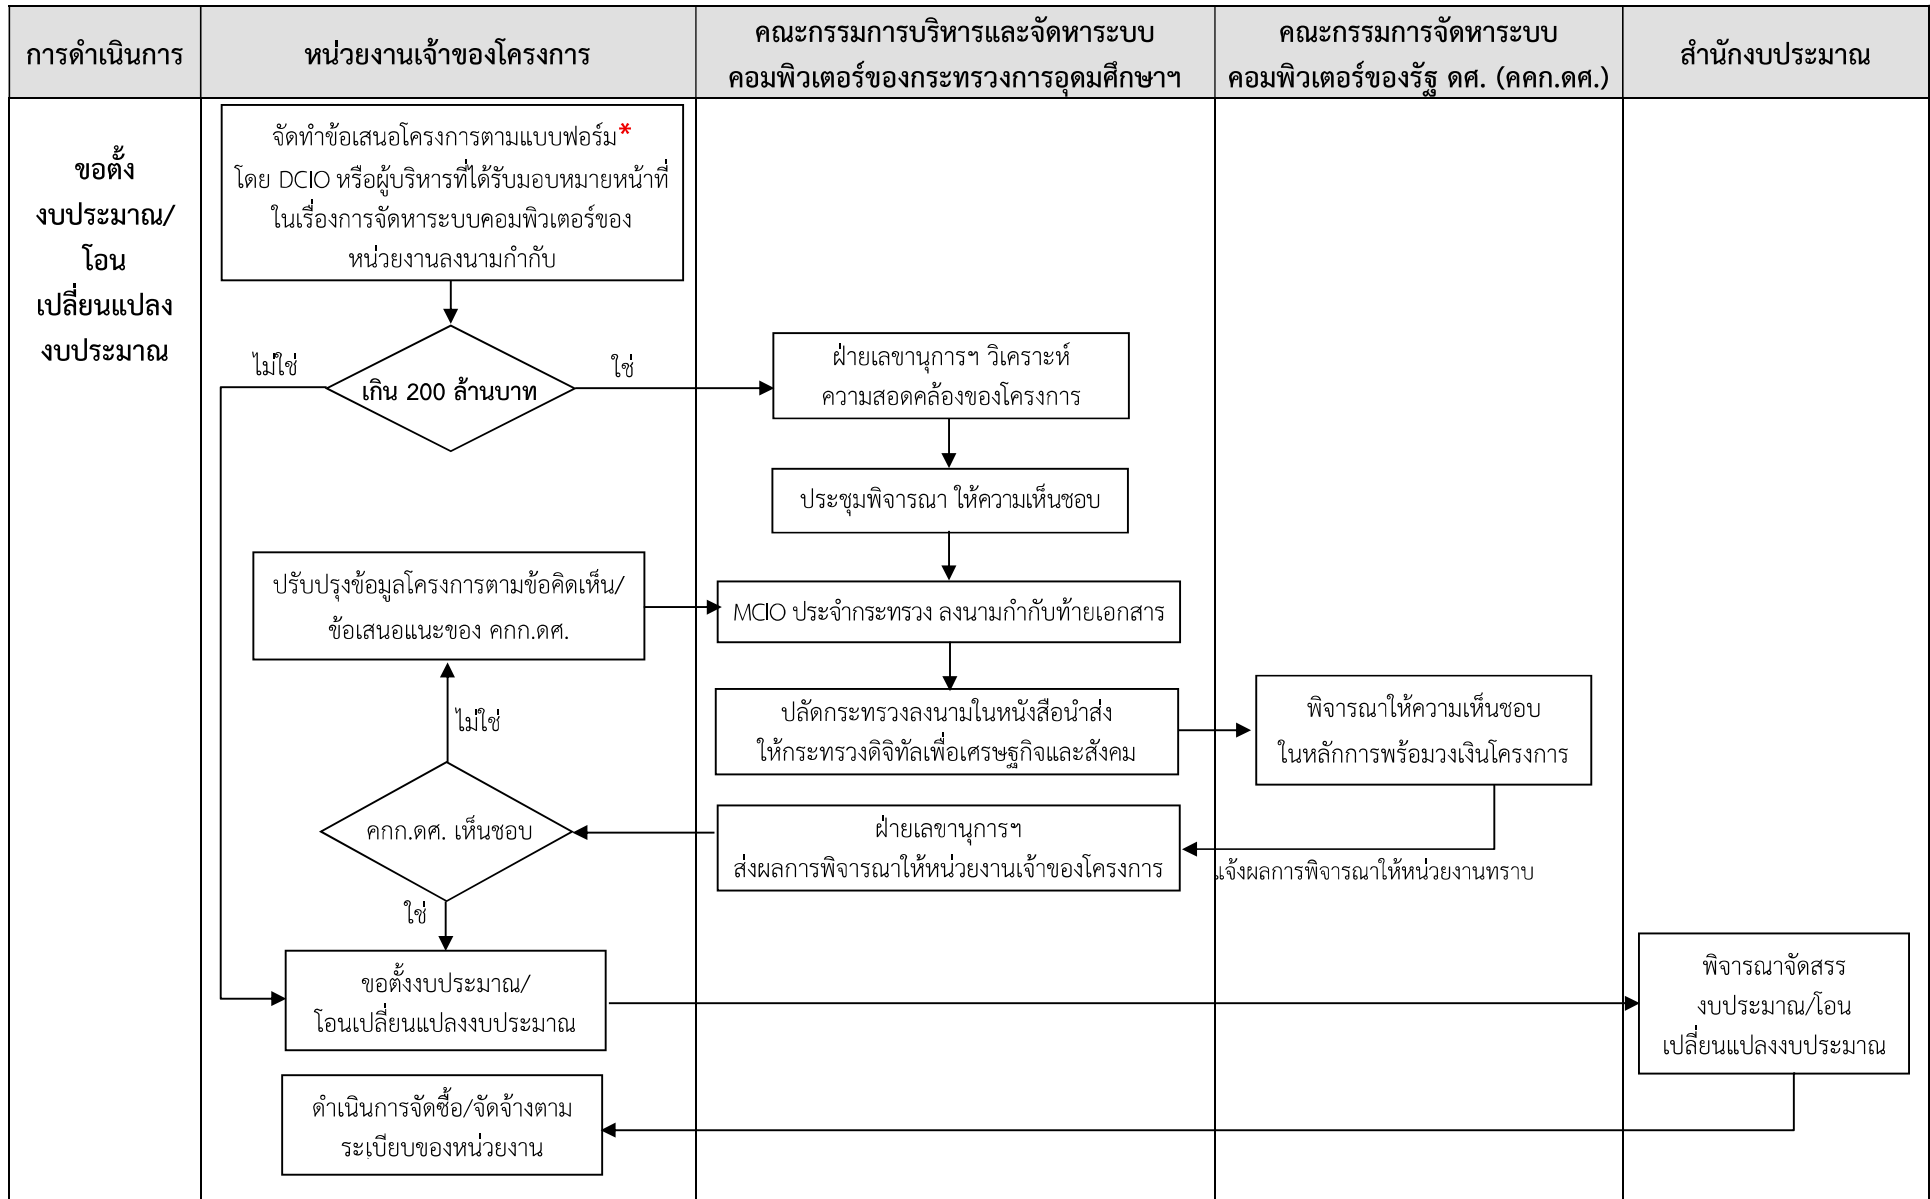 การดำเนินการ
หน่วยงานเจ้าของโครงการ
คณะกรรมการบริหารและจัดหาระบบ
คอมพิวเตอร์ของกระทรวงการอุดมศึกษาฯ
คณะกรรมการจัดหาระบบ
คอมพิวเตอร์ของรัฐ ดศ. (คคก.ดศ.)
สำนักงบประมาณ
ขอตั้ง
งบประมาณ/
โอน
เปลี่ยนแปลง
งบประมาณ
จัดทำข้อเสนอโครงการตามแบบฟอร์ม*
โดย DCIO หรือผู้บริหารที่ได้รับมอบหมายหน้าที่
ในเรื่องการจัดหาระบบคอมพิวเตอร์ของ
หน่วยงานลงนามกำกับ
ไม่ใช่
เกิน 200 ล้านบาท
ใช่
ฝ่ายเลขานุการฯ วิเคราะห์
ความสอดคล้องของโครงการ
ประชุมพิจารณา ให้ความเห็นชอบ
ปรับปรุงข้อมูลโครงการตามข้อคิดเห็น/
ข้อเสนอแนะของ คกก.ดศ.
MCIO ประจำกระทรวง ลงนามกำกับท้ายเอกสาร
ปลัดกระทรวงลงนามในหนังสือนำส่ง
ให้กระทรวงดิจิทัลเพื่อเศรษฐกิจและสังคม
พิจารณาให้ความเห็นชอบ
ในหลักการพร้อมวงเงินโครงการ
ไม่ใช่
คกก.ดศ. เห็นชอบ
ฝ่ายเลขานุการฯ
ส่งผลการพิจารณาให้หน่วยงานเจ้าของโครงการ
แจ้งผลการพิจารณาให้หน่วยงานทราบ
ใช่
ขอตั้งงบประมาณ/
โอนเปลี่ยนแปลงงบประมาณ
พิจารณาจัดสรร
งบประมาณ/โอน
เปลี่ยนแปลงงบประมาณ
ดำเนินการจัดซื้อ/จัดจ้างตาม
ระเบียบของหน่วยงาน